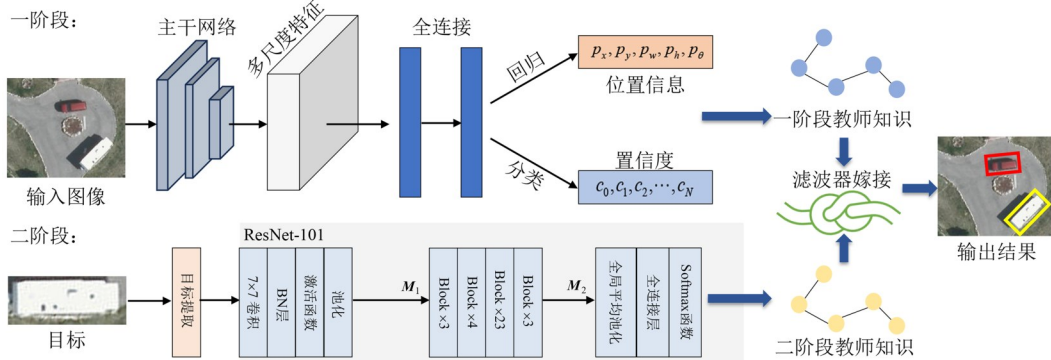 一阶段：
主干网络
多尺度特征
全连接
回归
p_x, p_y, p_w, p_h, p_θ
位置信息
分类
置信度
c_0, c_1, c_2, ⋯, c_N
输入图像
一阶段教师知识
滤波器嫁接
输出结果
二阶段：
ResNet-101
目标提取
7×7 卷积
BN层
激活函数
池化
M_1
Block ×3
Block ×4
Block ×23
Block ×3
M_2
全局平均池化
全连接层
Softmax函数
目标
二阶段教师知识